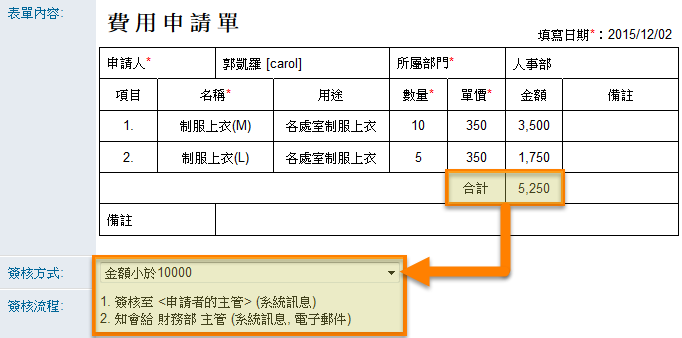 表單內容:
費用申請單
填寫日期*：2015/12/02
申請人* 郭凱羅 [carol] 所屬部門* 人事部
項目 名稱* 用途 數量* 單價* 金額 備註
1. 制服上衣(M) 各處室制服上衣 10 350 3,500
2. 制服上衣(L) 各處室制服上衣 5 350 1,750
合計 5,250
備註
簽核方式: 金額小於10000
簽核流程: 1. 簽核至 <申請者的主管> (系統訊息)
2. 知會給 財務部 主管 (系統訊息, 電子郵件)